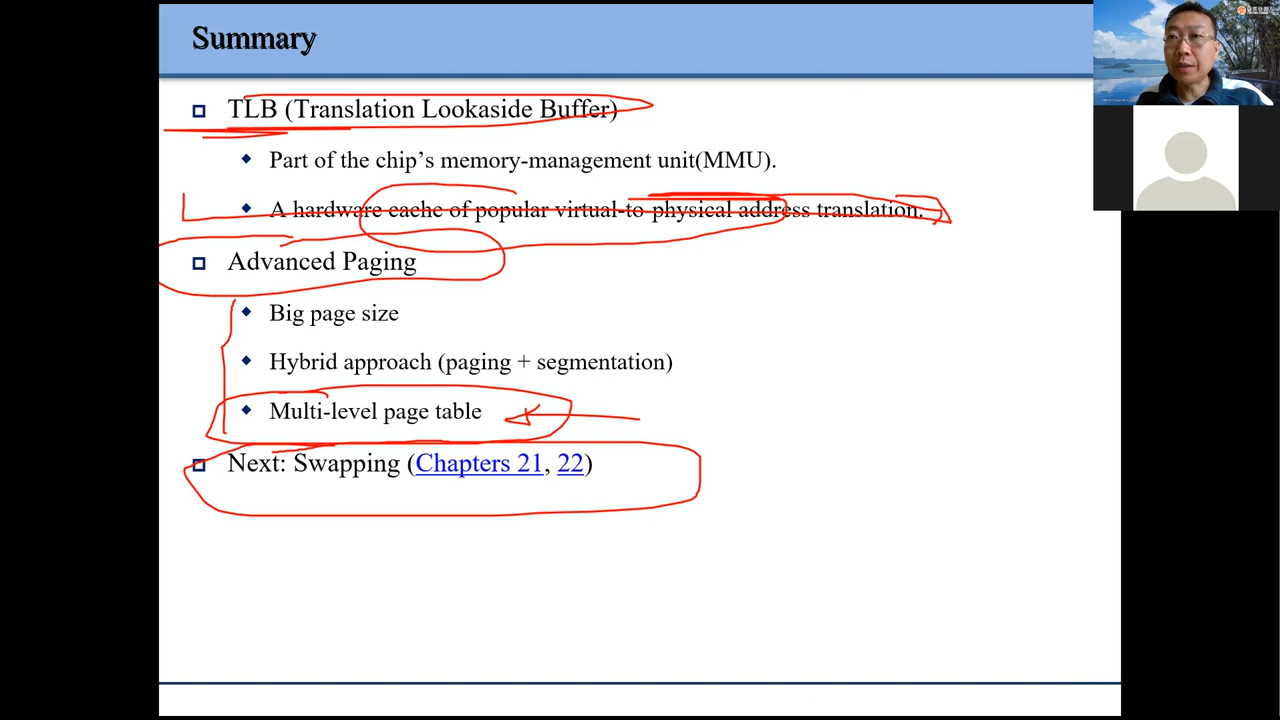 Summary
TLB (Translation Lookaside Buffer)
Part of the chip's memory-management unit(MMU).
A hardware cache of popular virtual-to-physical address translation.
Advanced Paging
Big page size
Hybrid approach (paging + segmentation)
Multi-level page table
Next: Swapping (Chapters 21, 22)